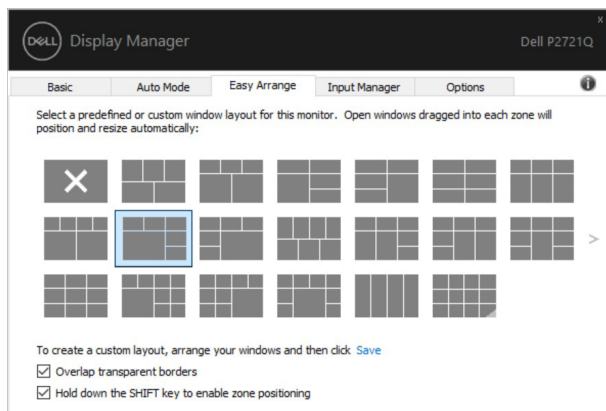 DELL Display Manager
x
Dell P2721Q
Basic Auto Mode Easy Arrange Input Manager Options
Select a predefined or custom window layout for this monitor. Open windows dragged into each zone will
position and resize automatically:
>
To create a custom layout, arrange your windows and then click Save
Overlap transparent borders
Hold down the SHIFT key to enable zone positioning